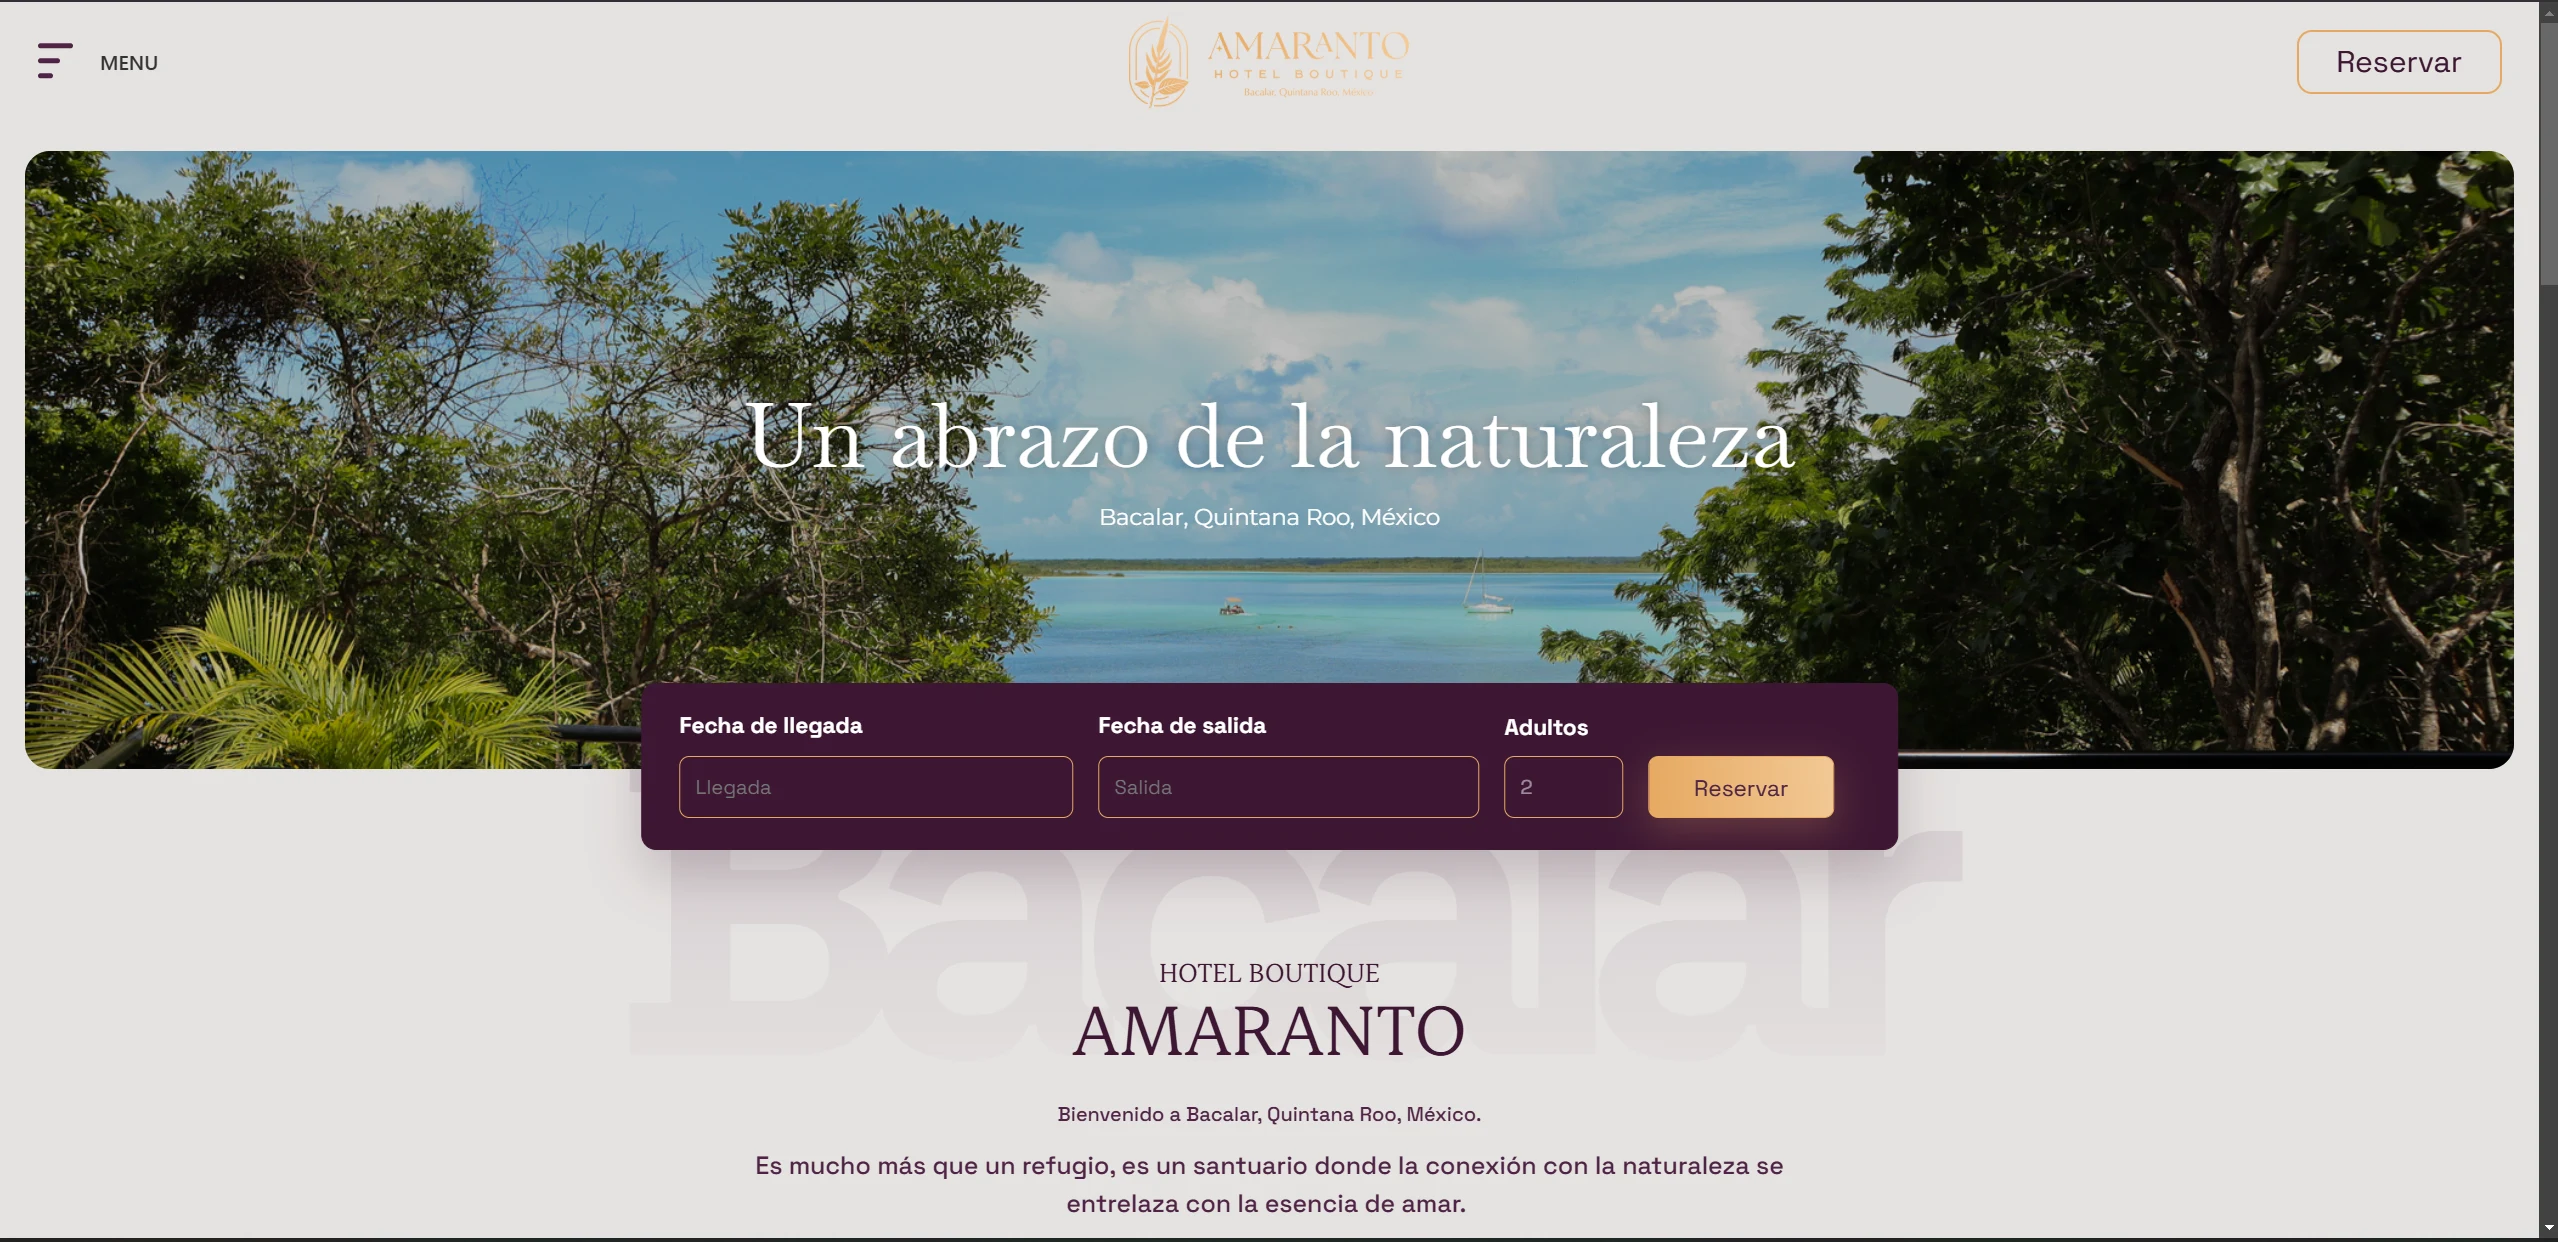 MENU
AMARANTO
HOTEL BOUTIQUE
Bacalar, Quintana Roo, México
Reservar
Un abrazo de la naturaleza
Bacalar, Quintana Roo, México
Fecha de llegada
Fecha de salida
Adultos
Llegada
Salida
2
Reservar
Bacalar
HOTEL BOUTIQUE
AMARANTO
Bienvenido a Bacalar, Quintana Roo, México.
Es mucho más que un refugio, es un santuario donde la conexión con la naturaleza se
entrelaza con la esencia de amar.